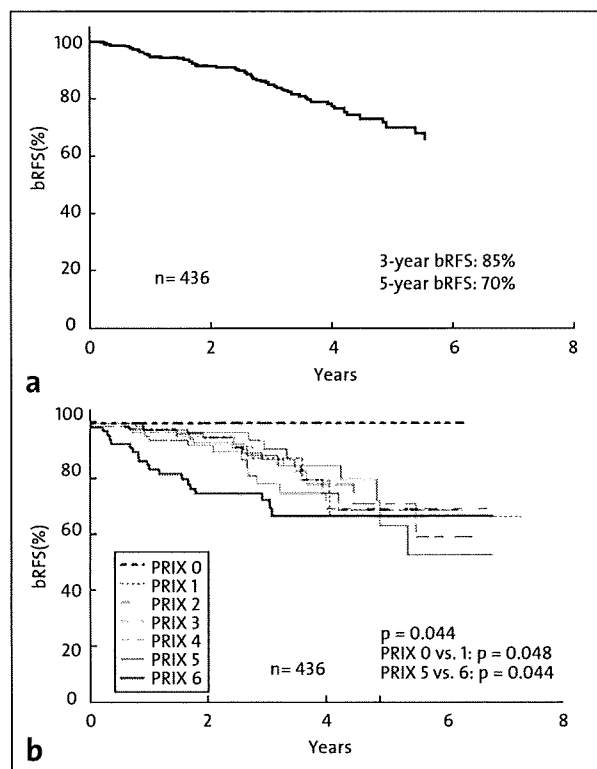 100
80
60
40
20
0
bRFS(%)
n= 436
3-year bRFS: 85%
5-year bRFS: 70%
0 2 4 6 8
Years
a
100
80
60
40
20
0
bRFS(%)
PRIX 0
PRIX 1
PRIX 2
PRIX 3
PRIX 4
PRIX 5
PRIX 6
n= 436
p = 0.044
PRIX 0 vs. 1: p = 0.048
PRIX 5 vs. 6: p = 0.044
0 2 4 6 8
Years
b